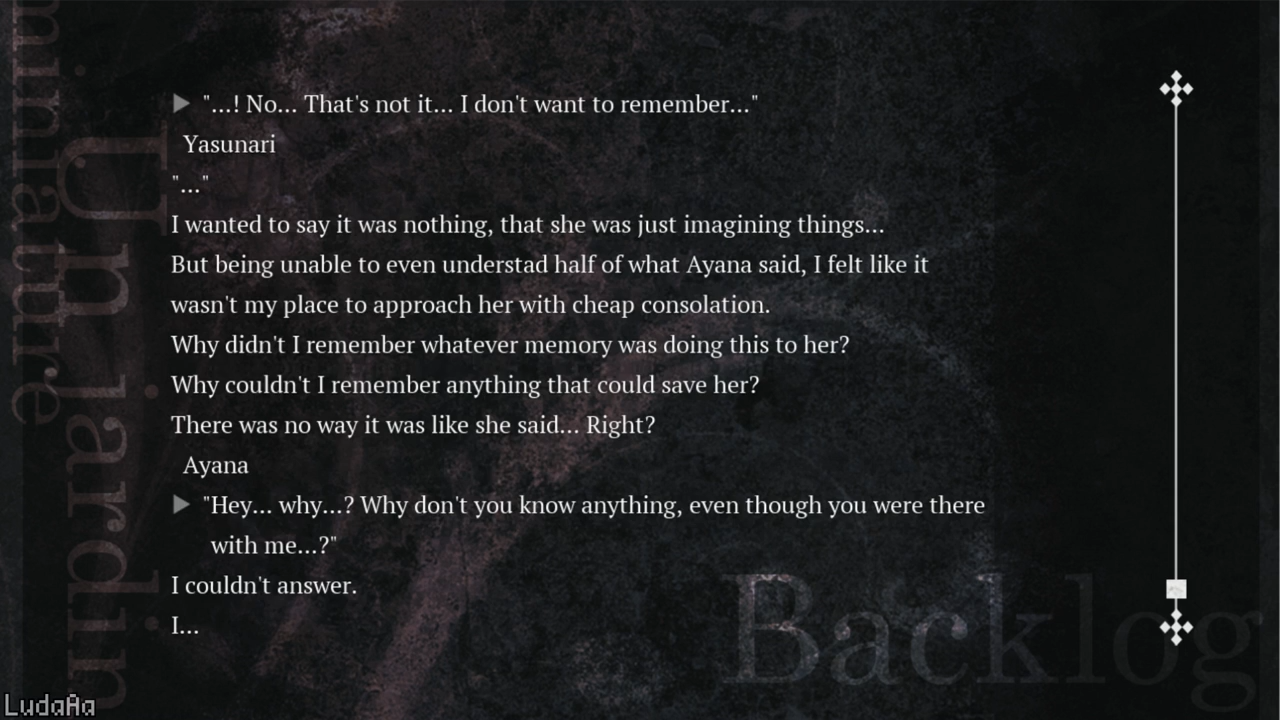 "...! No... That's not it... I don't want to remember..."
Yasunari
"..."
I wanted to say it was nothing, that she was just imagining things...
But being unable to even understad half of what Ayana said, I felt like it
wasn't my place to approach her with cheap consolation.
Why didn't I remember whatever memory was doing this to her?
Why couldn't I remember anything that could save her?
There was no way it was like she said... Right?
Ayana
"Hey... why...? Why don't you know anything, even though you were there
with me...?"
I couldn't answer.
I...
Backlog
Un jardin
miniature
LudaAa